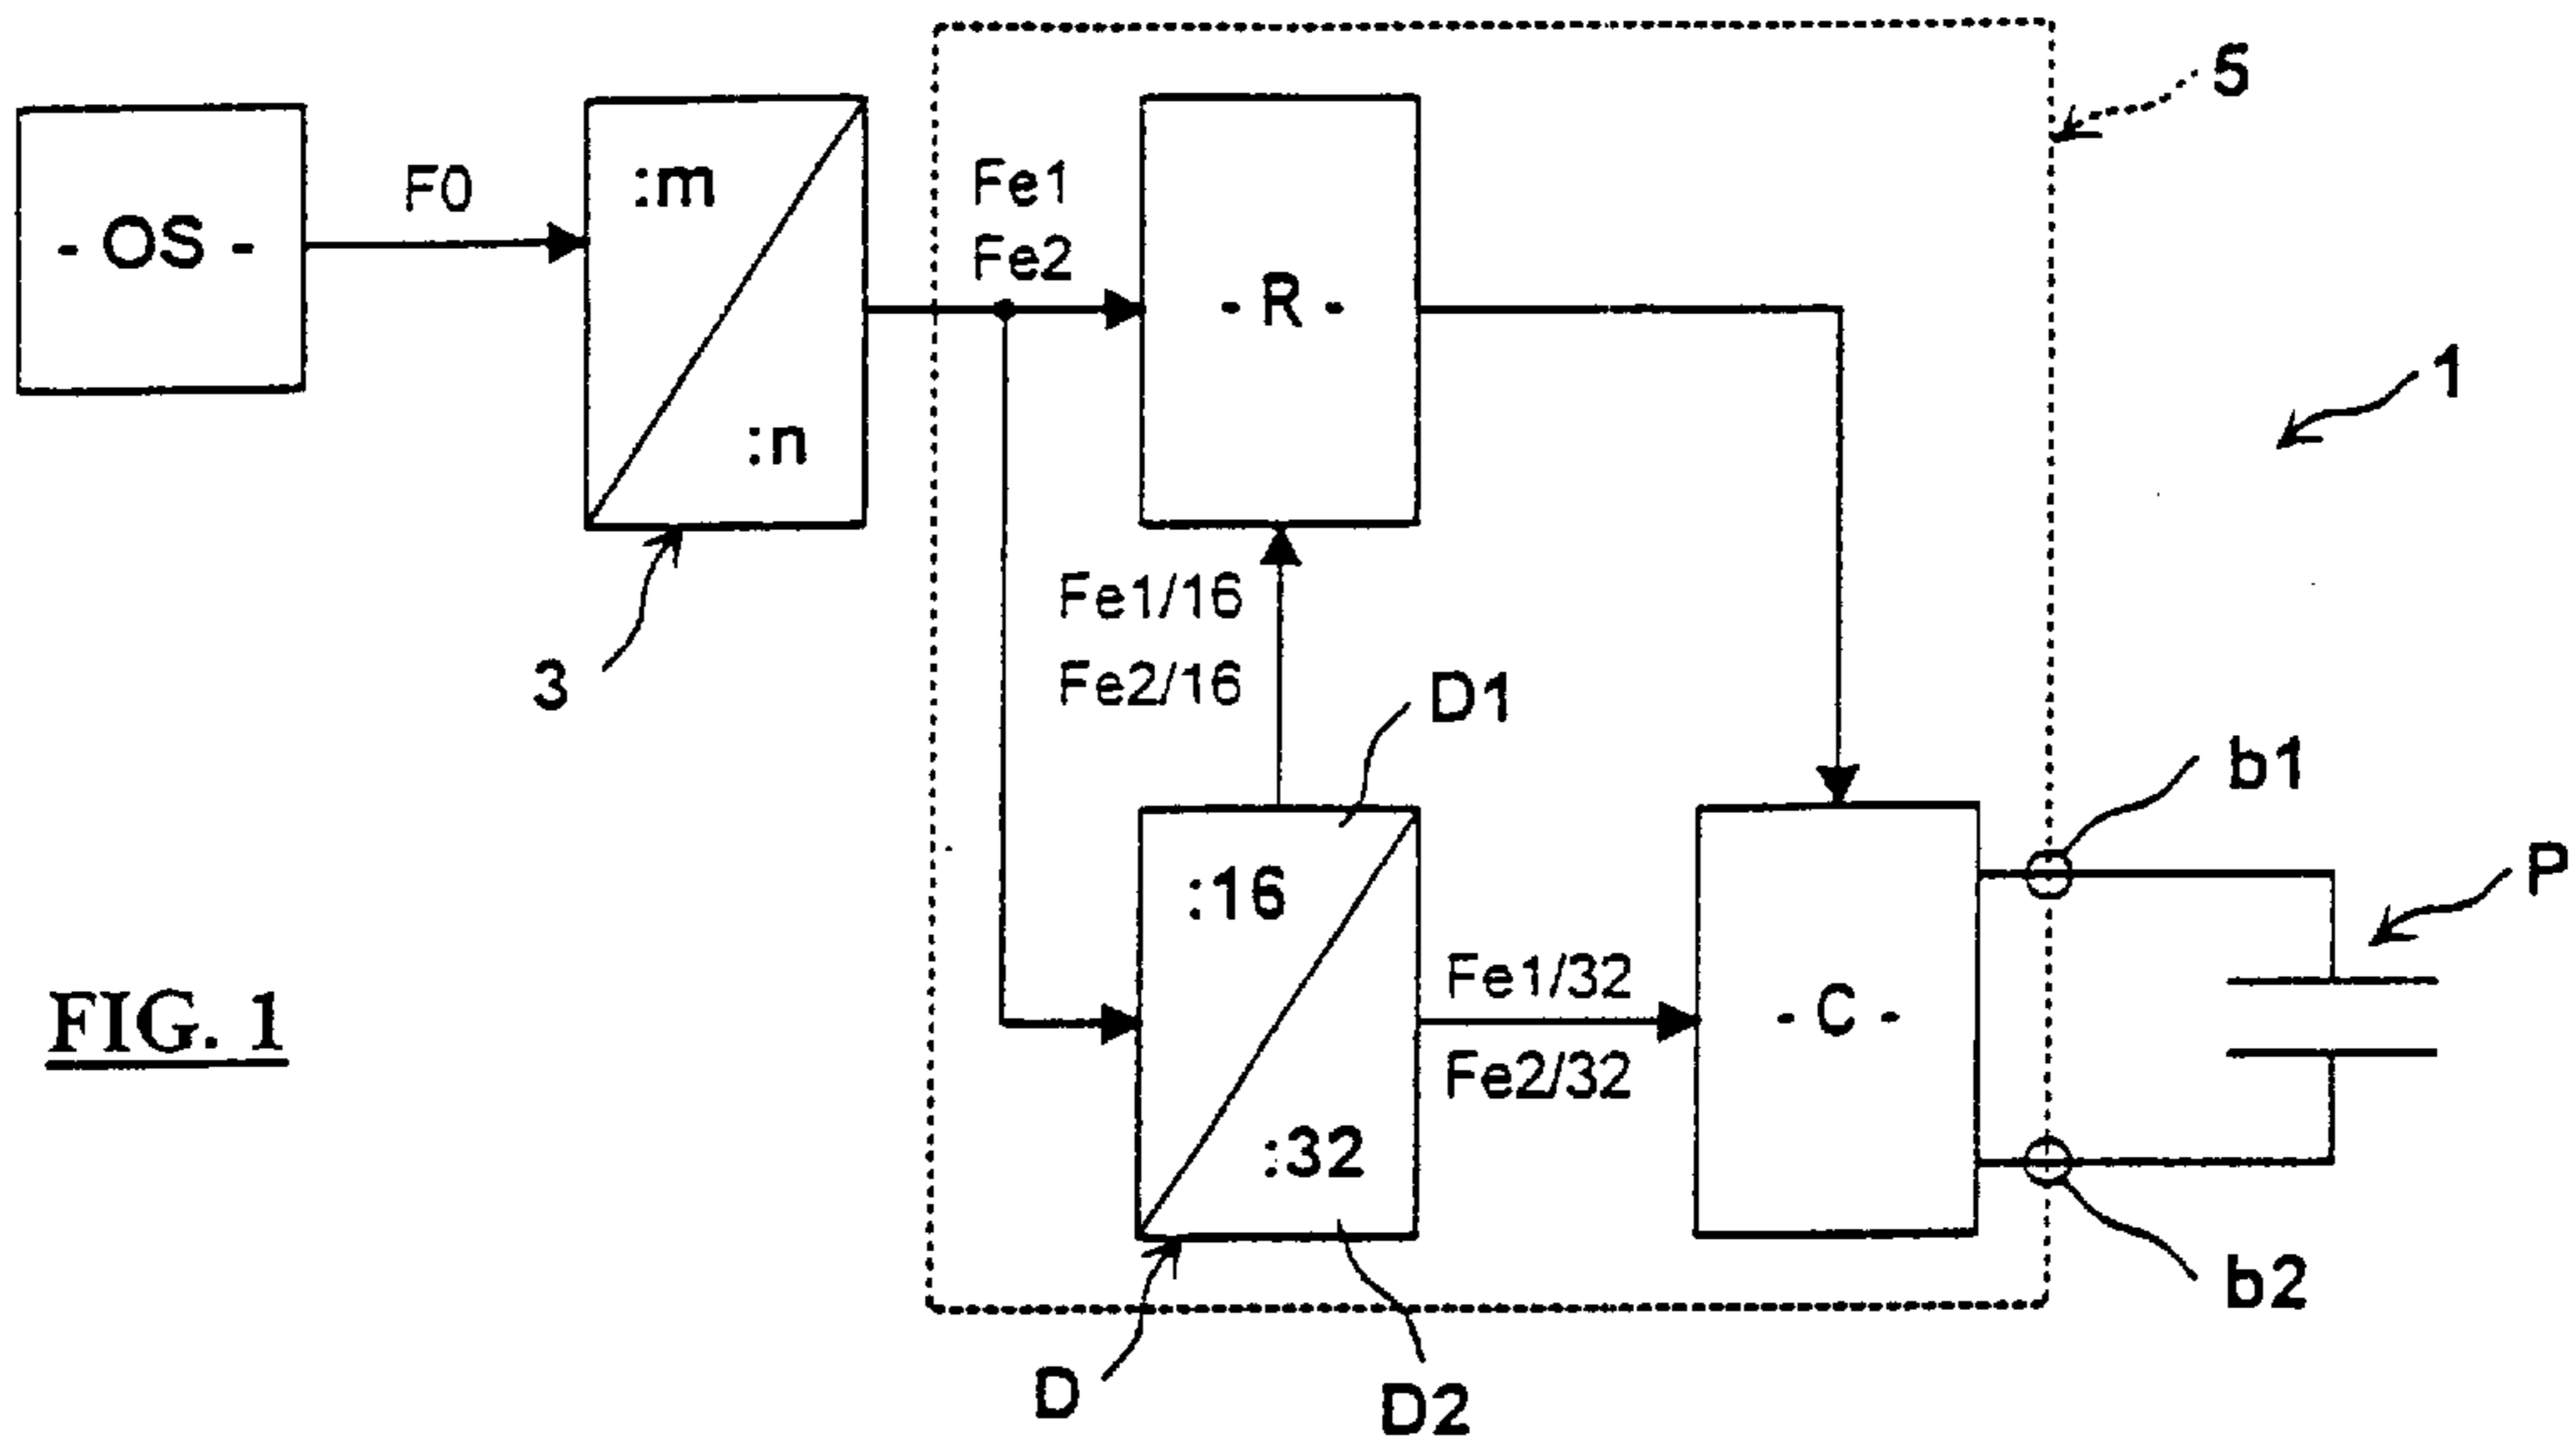 5
- OS -
F0
:m
:n
3
Fe1
Fe2
- R -
1
Fe1/16
Fe2/16
D1
:16
:32
Fe1/32
Fe2/32
- C -
b1
P
b2
D
D2
FIG. 1